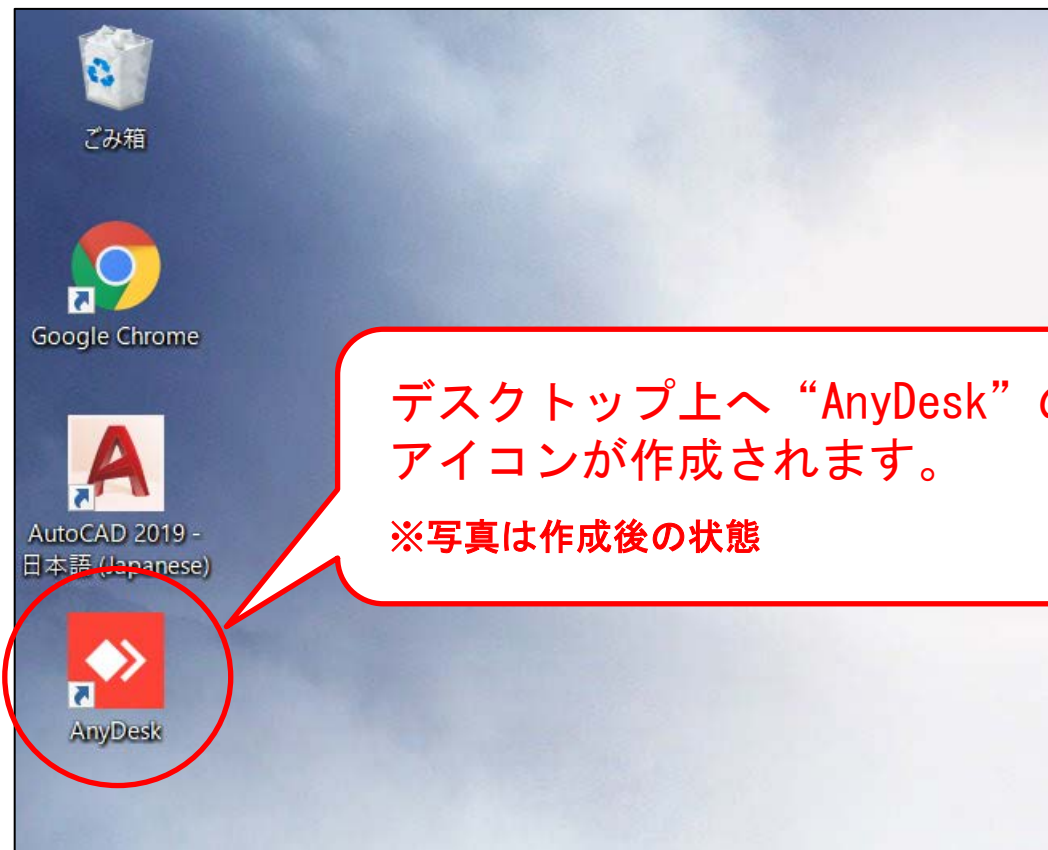 ごみ箱
Google Chrome
デスクトップ上へ“AnyDesk”の
アイコンが作成されます。
※写真は作成後の状態
AutoCAD 2019 -
日本語 (Japanese)
AnyDesk